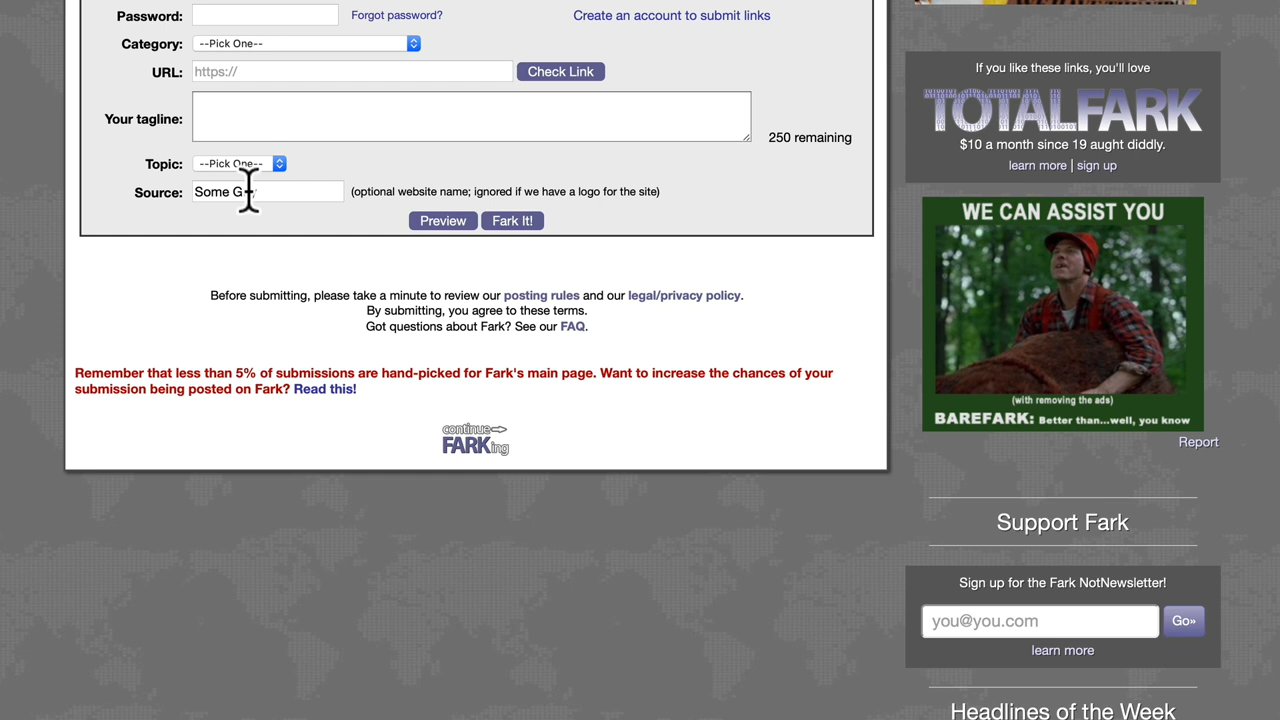 Password:
Forgot password?
Create an account to submit links
Category:
--Pick One--
URL:
https://
Check Link
Your tagline:
250 remaining
Topic:
--Pick One--
Source:
Some
(optional website name; ignored if we have a logo for the site)
Preview
Fark It!
Before submitting, please take a minute to review our posting rules and our legal/privacy policy.
By submitting, you agree to these terms.
Got questions about Fark? See our FAQ.
Remember that less than 5% of submissions are hand-picked for Fark's main page. Want to increase the chances of your
submission being posted on Fark? Read this!
continue
FARKing
If you like these links, you'll love
TOTALFARK
$10 a month since 19 aught diddly.
learn more | sign up
WE CAN ASSIST YOU
(with removing the ads)
BAREFARK: Better than...well, you know
Report
Support Fark
Sign up for the Fark NotNewsletter!
you@you.com
Go»
learn more
Headlines of the Week